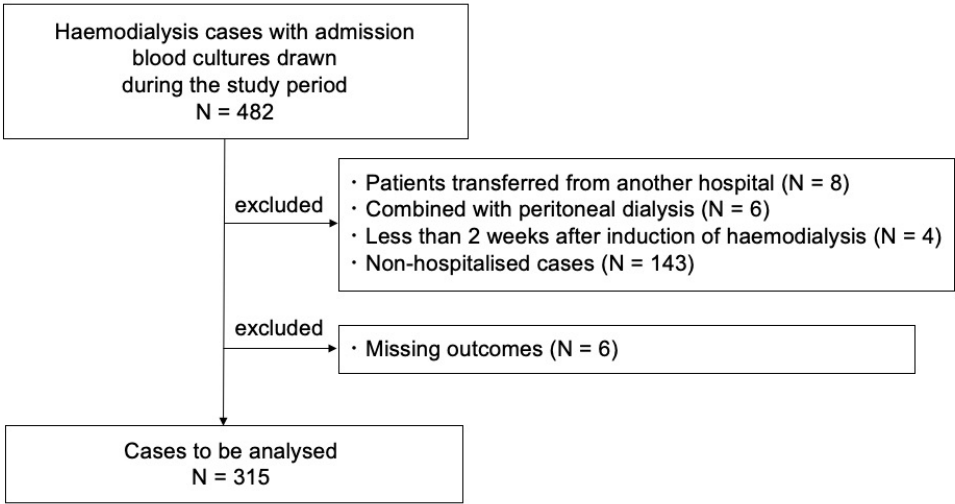 Haemodialysis cases with admission
blood cultures drawn
during the study period
N = 482
excluded
・Patients transferred from another hospital (N = 8)
・Combined with peritoneal dialysis (N = 6)
・Less than 2 weeks after induction of haemodialysis (N = 4)
・Non-hospitalised cases (N = 143)
excluded
・Missing outcomes (N = 6)
Cases to be analysed
N = 315